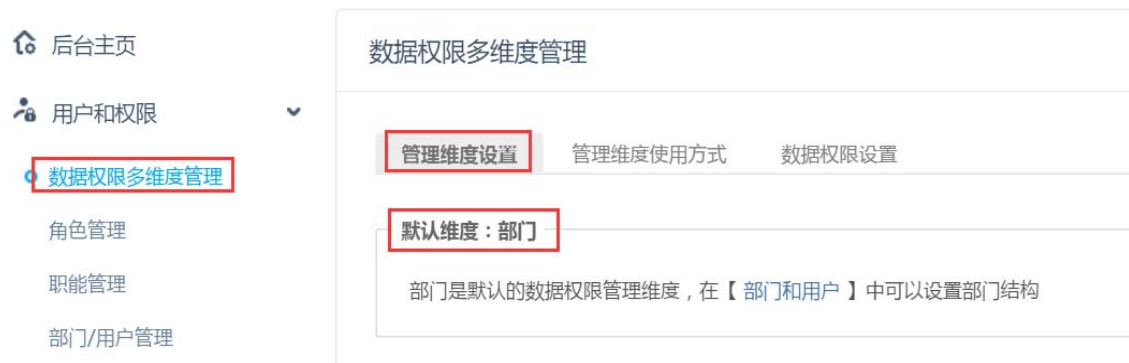 后台主页
用户和权限
数据权限多维度管理
角色管理
职能管理
部门/用户管理
数据权限多维度管理
管理维度设置 管理维度使用方式 数据权限设置
默认维度：部门
部门是默认的数据权限管理维度，在【 部门和用户 】中可以设置部门结构